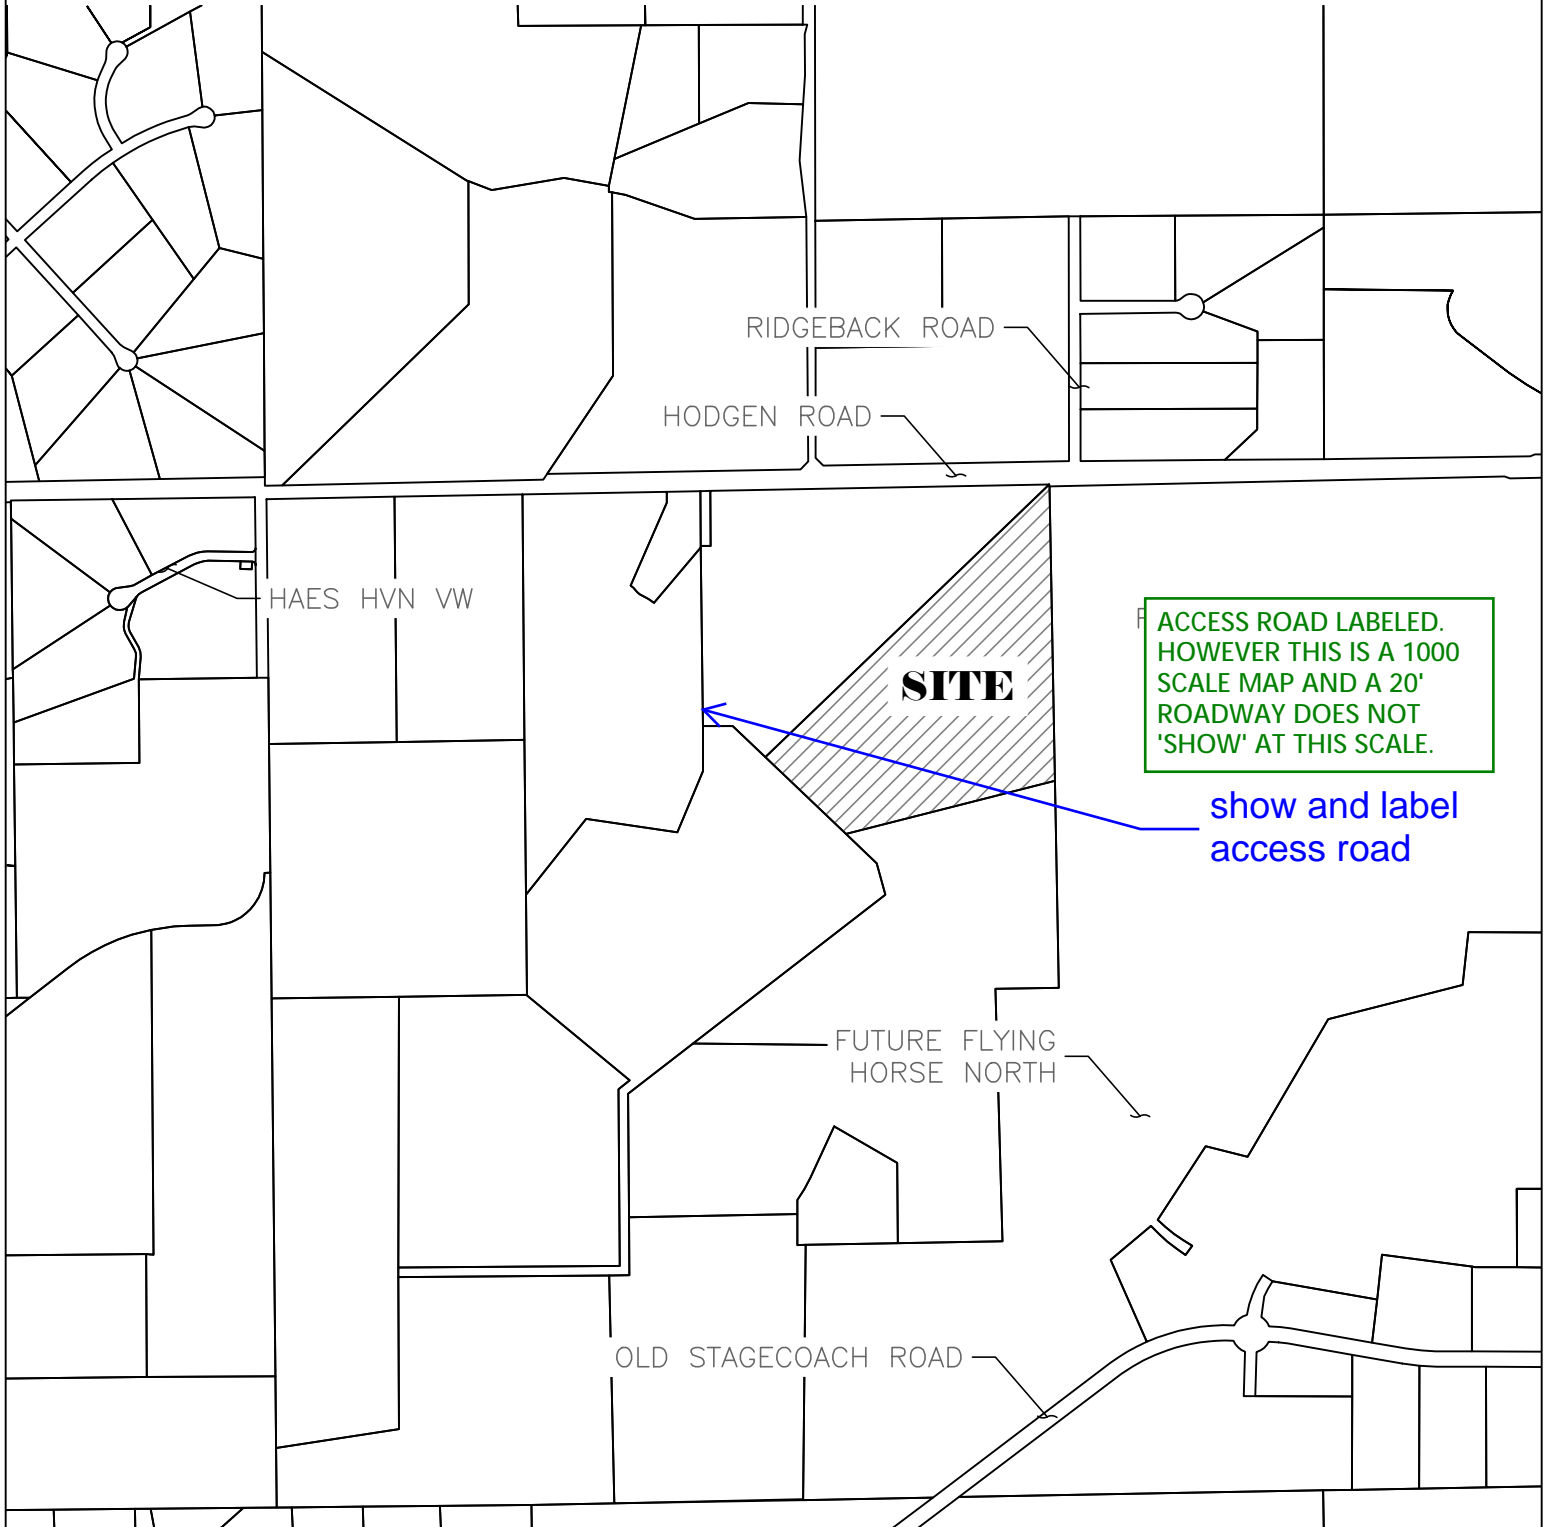 RIDGEBACK ROAD
HODGEN ROAD
HAES HVN VW
SITE
ACCESS ROAD LABELED.
HOWEVER THIS IS A 1000
SCALE MAP AND A 20'
ROADWAY DOES NOT
'SHOW' AT THIS SCALE.
show and label
access road
FUTURE FLYING
HORSE NORTH
OLD STAGECOACH ROAD